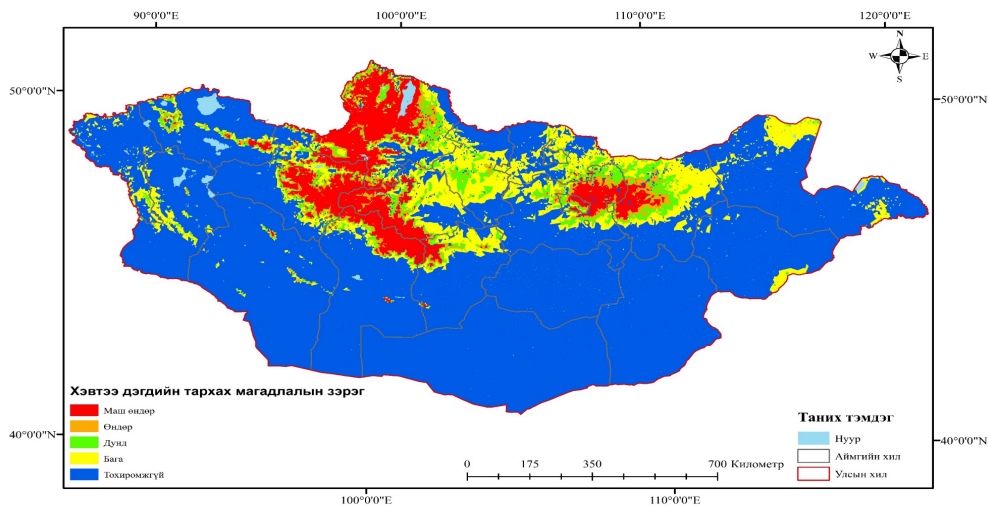 90°0'0"E 100°0'0"E 110°0'0"E 120°0'0"E
N
W E
S
50°0'0"N 50°0'0"N
Хэвтээ дэгдийн тархах магадлалын зэрэг
Маш өндөр
Өндөр
Дунд
Бага
Тохиромжгүй
Таних тэмдэг
Нуур
Аймгийн хил
Улсын хил
0 175 350 700 Километр
40°0'0"N 40°0'0"N
100°0'0"E 110°0'0"E